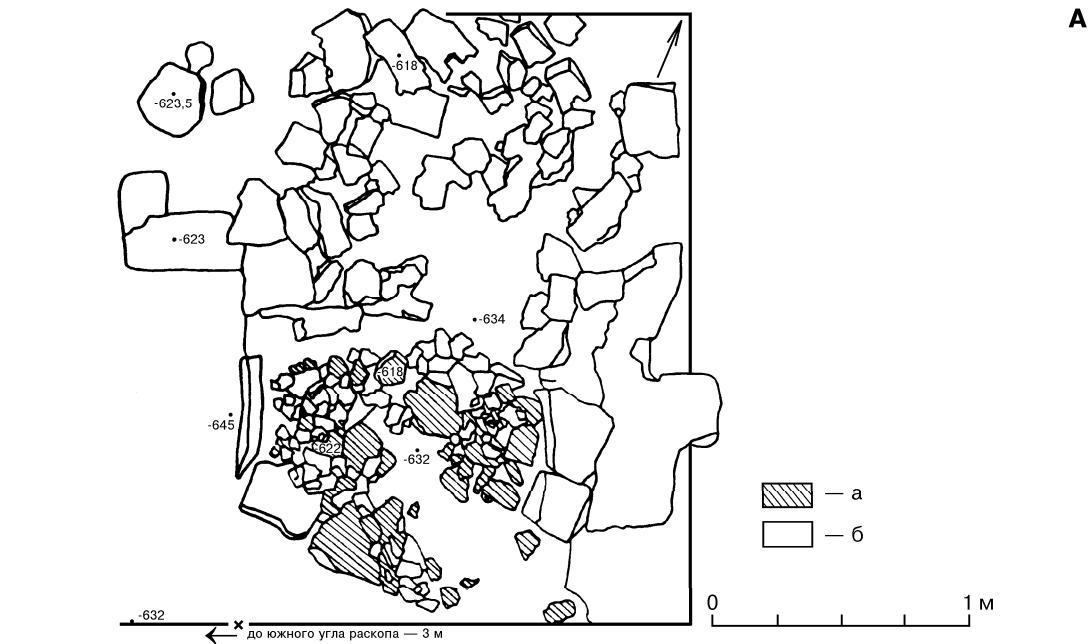 А
-618
-623,5
-623
-634
-618
-645
-622
-632
— а
— б
0
1 м
-632
до южного угла раскопа — 3 м